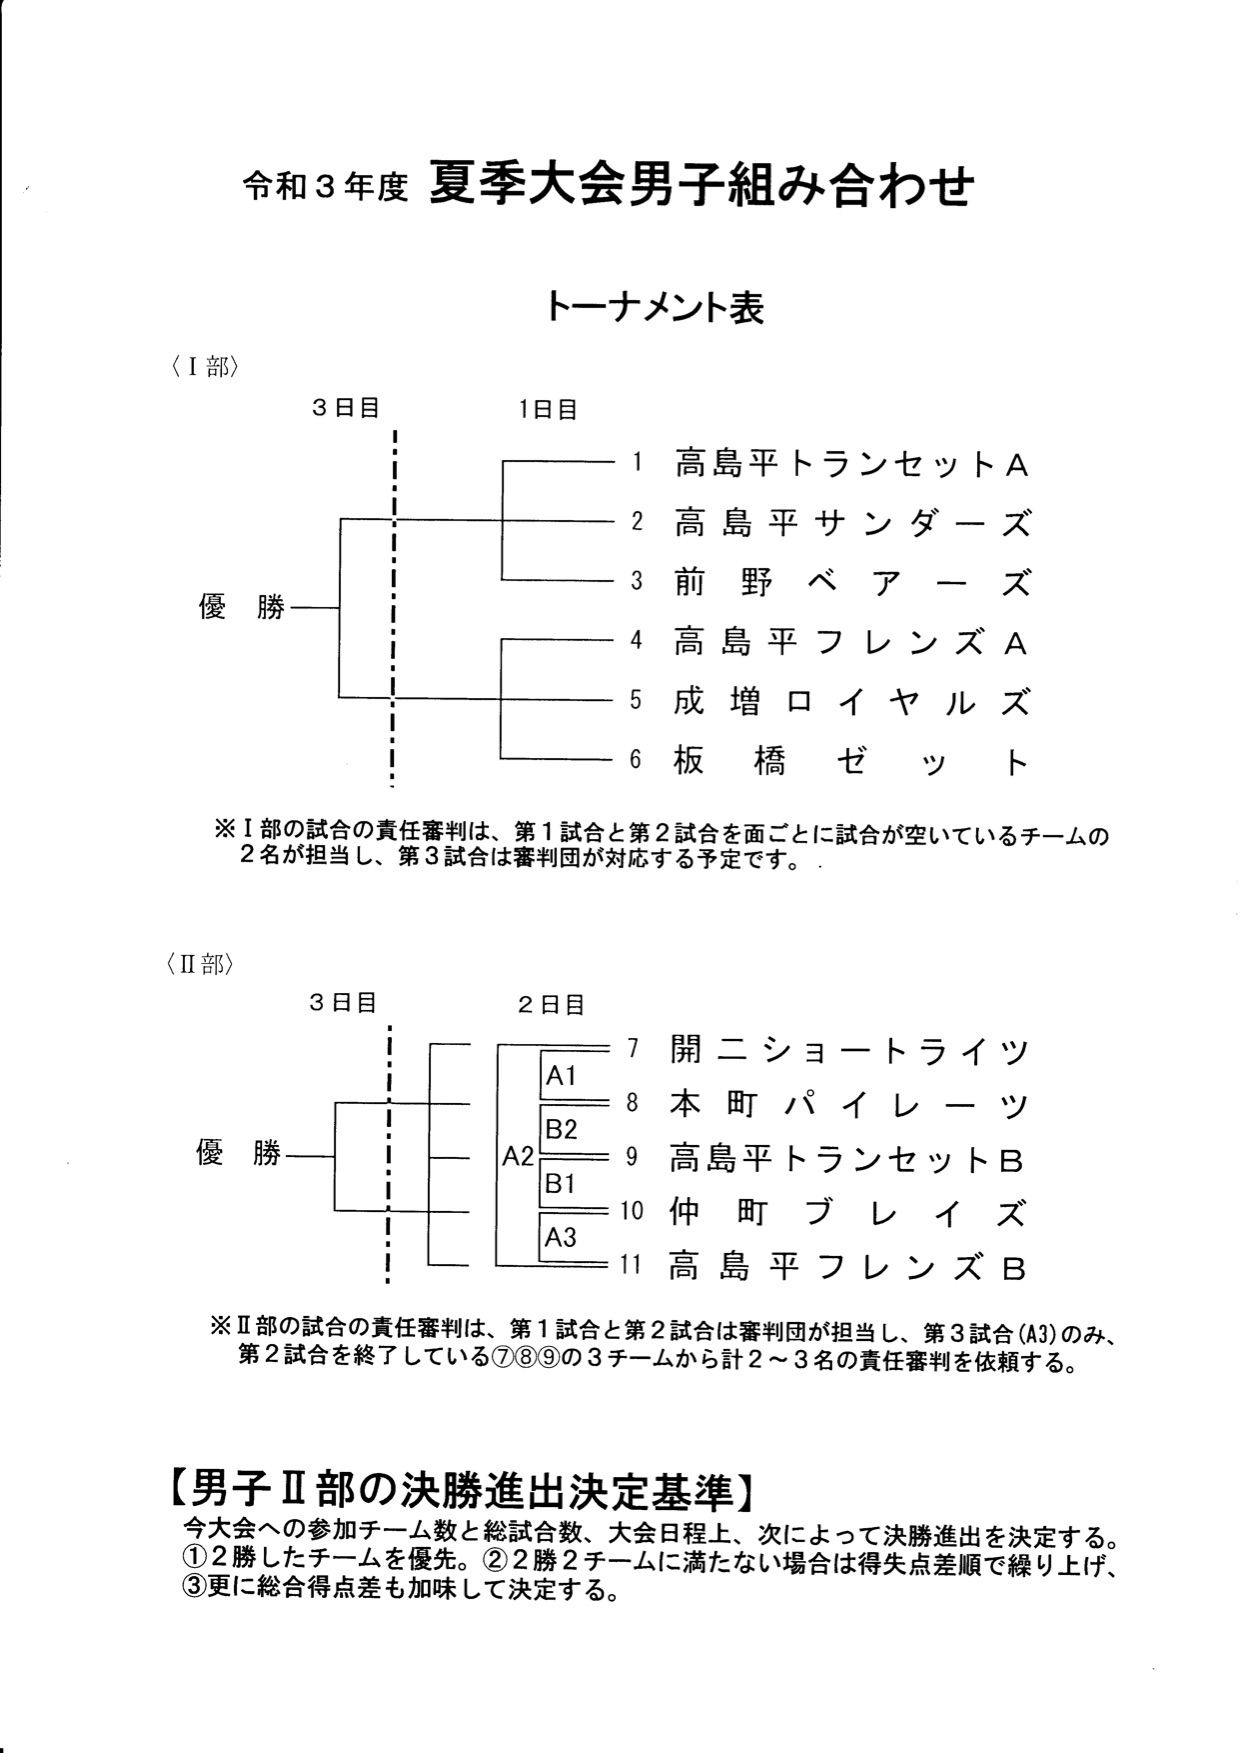 令和３年度 夏季大会男子組み合わせ
トーナメント表
〈Ⅰ部〉
３日目 1日目
1 高島平トランセットＡ
2 高島平サンダーズ
3 前野ベアーズ
優 勝
4 高島平フレンズＡ
5 成増ロイヤルズ
6 板橋ゼット
※Ⅰ部の試合の責任審判は、第１試合と第２試合を面ごとに試合が空いているチームの
２名が担当し、第３試合は審判団が対応する予定です。
〈Ⅱ部〉
３日目 ２日目
7 開二ショートライツ
A1
8 本町パイレーツ
B2
優 勝 A2 9 高島平トランセットＢ
B1
10 仲町ブレイズ
A3
11 高島平フレンズＢ
※Ⅱ部の試合の責任審判は、第１試合と第２試合は審判団が担当し、第３試合(A3)のみ、
第２試合を終了している⑦⑧⑨の３チームから計２～３名の責任審判を依頼する。
【男子Ⅱ部の決勝進出決定基準】
今大会への参加チーム数と総試合数、大会日程上、次によって決勝進出を決定する。
①２勝したチームを優先。②２勝２チームに満たない場合は得失点差順で繰り上げ、
③更に総合得点差も加味して決定する。